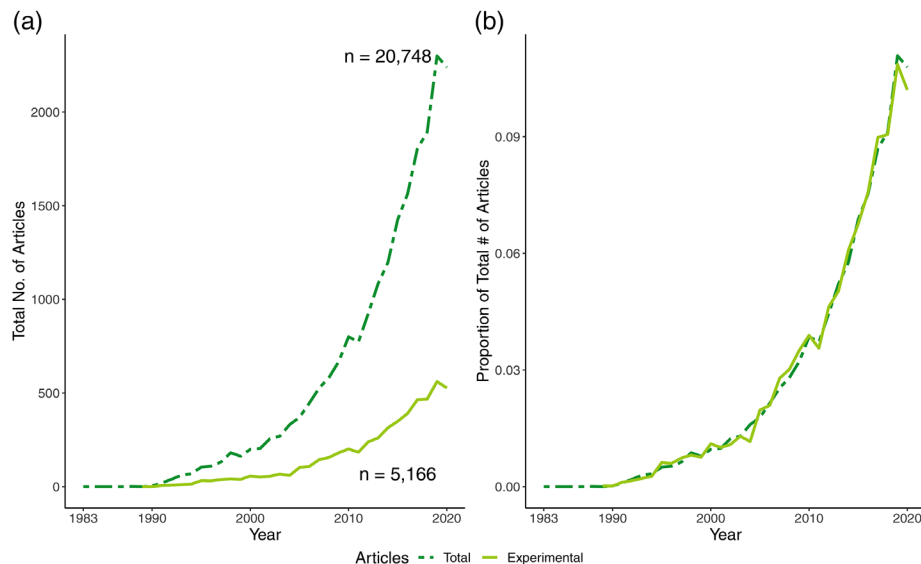 (a)
n = 20,748
n = 5,166
Total No. of Articles
2000
1500
1000
500
0
1983
1990
2000
2010
2020
Year
(b)
Proportion of Total # of Articles
0.09
0.06
0.03
0.00
1983
1990
2000
2010
2020
Year
Articles Total Experimental